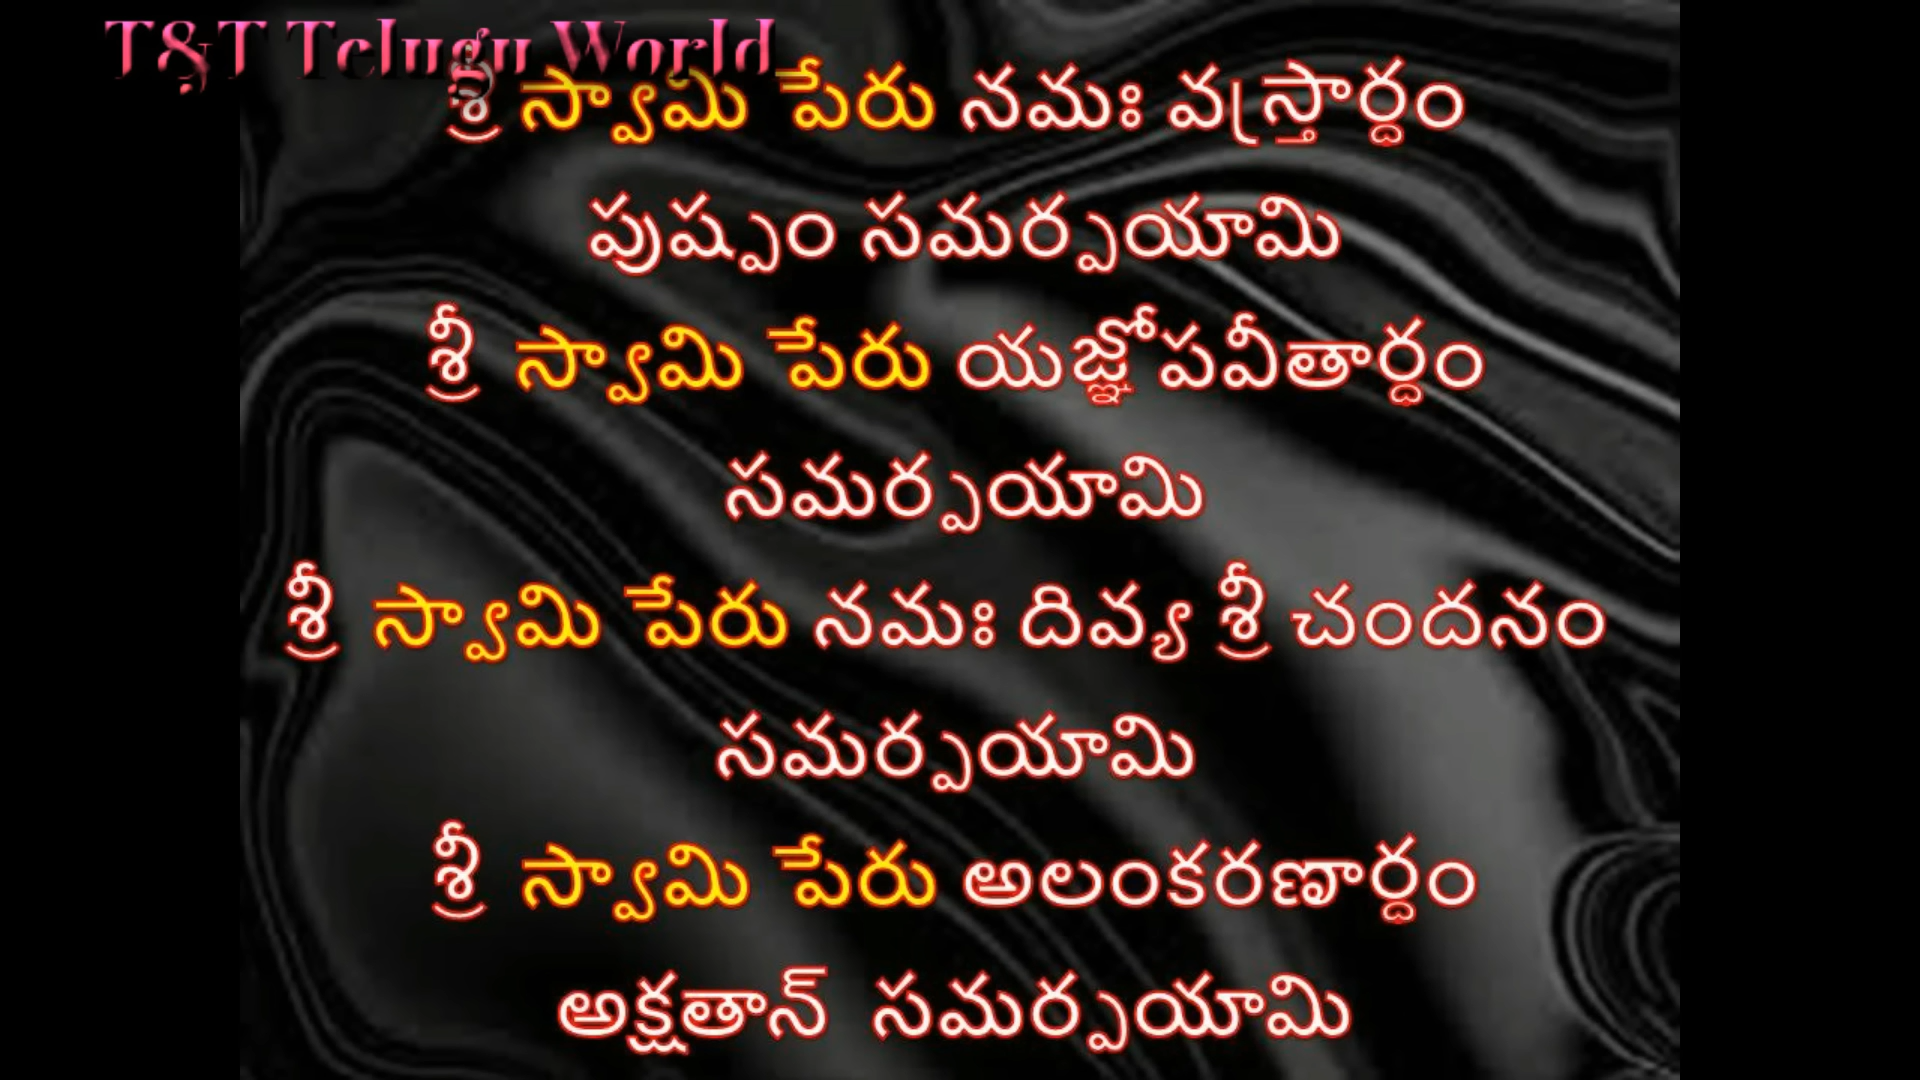 T&T Telugu World
శ్రీ స్వామి పేరు నమః వస్త్రార్దం
పుష్పం సమర్పయామి
శ్రీ స్వామి పేరు యజ్ఞోపవీతార్దం
సమర్పయామి
శ్రీ స్వామి పేరు నమః దివ్య శ్రీ చందనం
సమర్పయామి
శ్రీ స్వామి పేరు అలంకరణార్దం
అక్షతాన్ సమర్పయామి